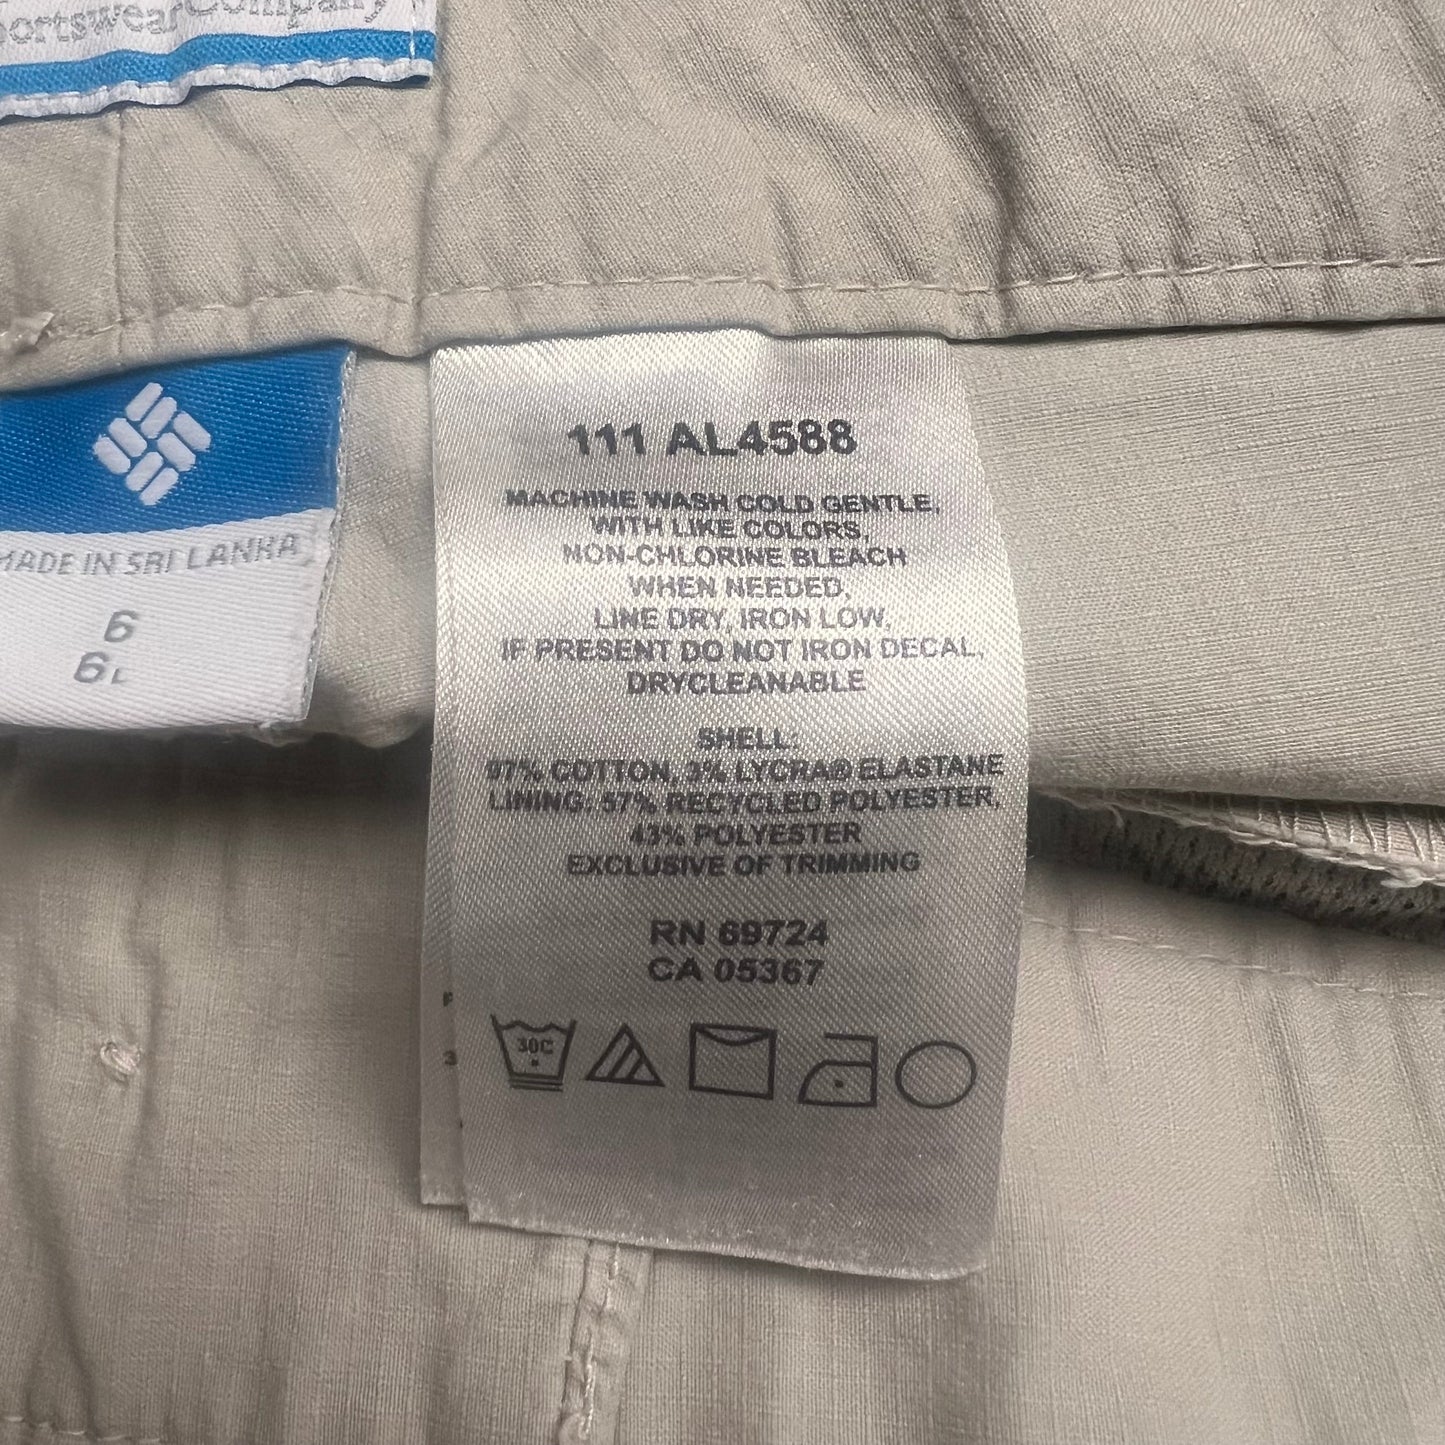 SportswearCompany
MADE IN SRI LANKA
6
6L
111 AL4588
MACHINE WASH COLD GENTLE,
WITH LIKE COLORS,
NON-CHLORINE BLEACH
WHEN NEEDED,
LINE DRY, IRON LOW,
IF PRESENT DO NOT IRON DECAL,
DRYCLEANABLE
SHELL:
97% COTTON, 3% LYCRA® ELASTANE
LINING: 57% RECYCLED POLYESTER,
43% POLYESTER
EXCLUSIVE OF TRIMMING
RN 69724
CA 05367
30C